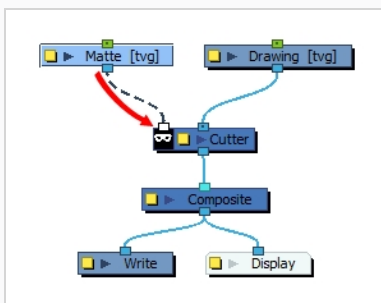 Matte [tvg]
Drawing [tvg]
Cutter
Composite
Write
Display